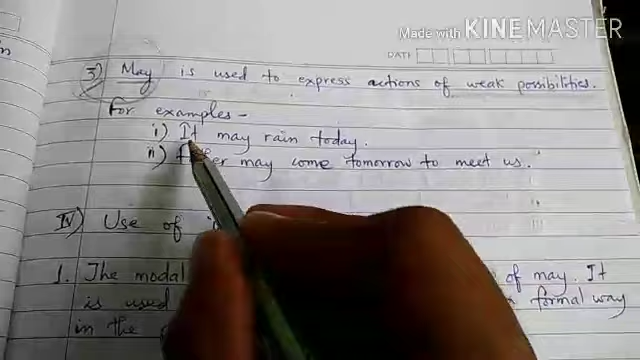 Made with KINEMASTER
DATE
3) May is used to express actions of weak possibilities.
For examples-
i) It may rain today.
ii) may come tomorrow to meet us.
IV) Use of
1. The modal of may. It
is used formal way
in the